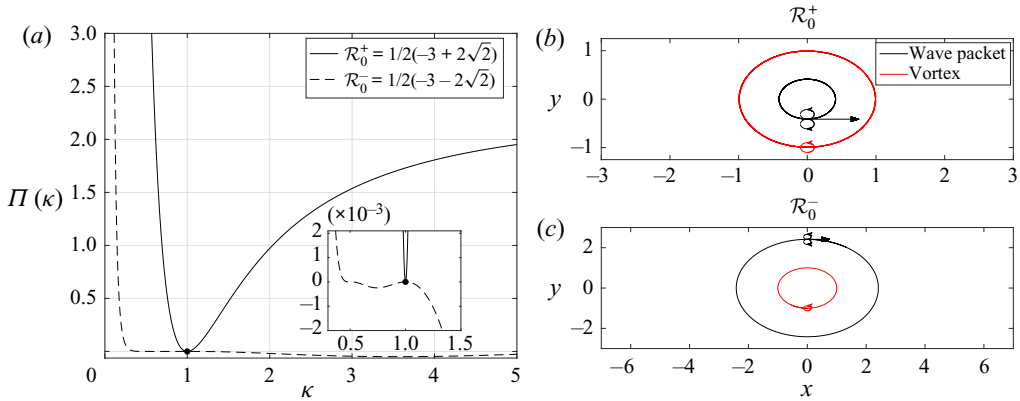 (a)
Π (κ)
3.0
2.5
2.0
1.5
1.0
0.5
0
1
2
3
4
5
κ
ℛ₀⁺ = 1/2(–3 + 2√2)
ℛ₀⁻ = 1/2(–3 – 2√2)
(×10⁻³)
2
1
0
−1
−2
0.5
1.0
1.5
ℛ₀⁺
(b)
Wave packet
Vortex
y
1
0
−1
−3
−2
−1
0
1
2
3
ℛ₀⁻
(c)
y
2
0
−2
−6
−4
−2
0
2
4
6
x